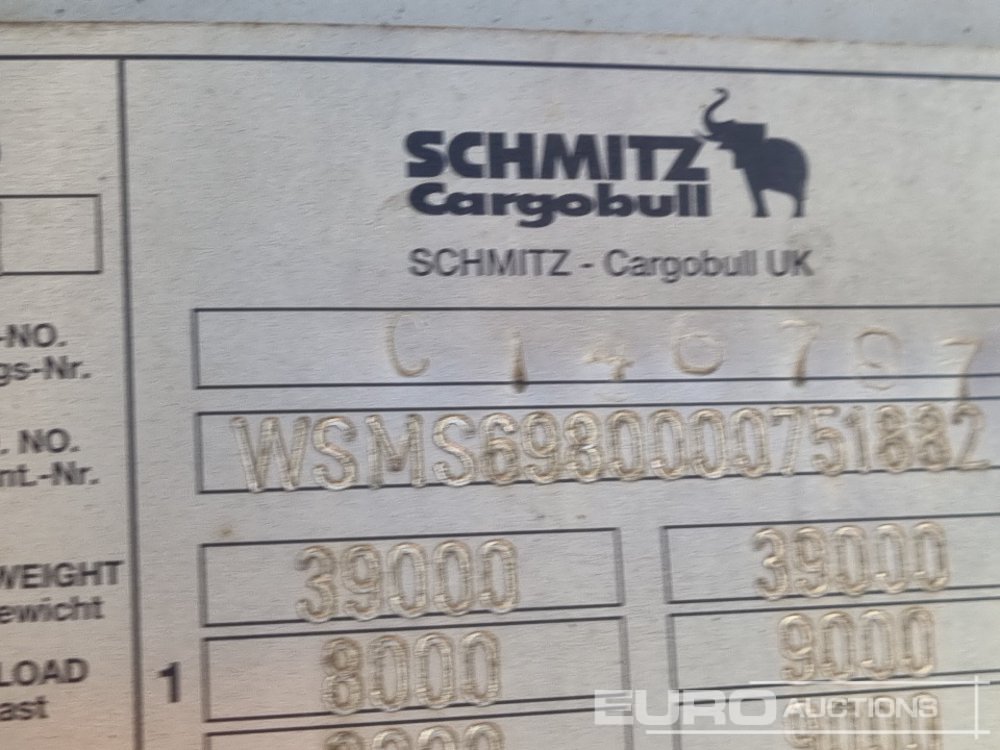 SCHMITZ
Cargobull
SCHMITZ - Cargobull UK
-NO.
gs-Nr.
. NO.
nt.-Nr.
WSMS6980000751882
WEIGHT
ewicht
39000
39000
LOAD
ast
1
8000
9000
EURO AUCTIONS